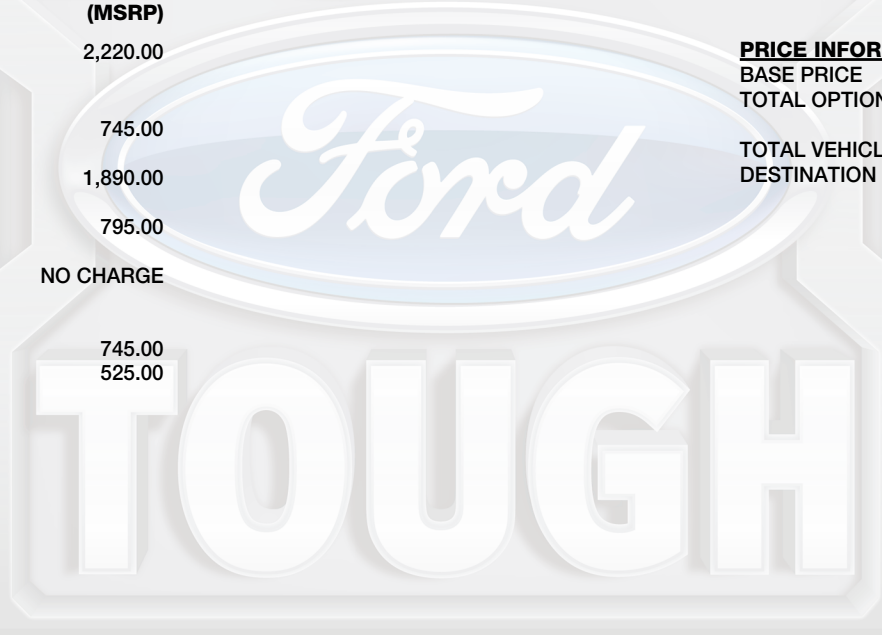 (MSRP)
2,220.00
745.00
1,890.00
795.00
NO CHARGE
745.00
525.00
PRICE INFOR
BASE PRICE
TOTAL OPTION
TOTAL VEHICL
DESTINATION
Ford
TOUGH